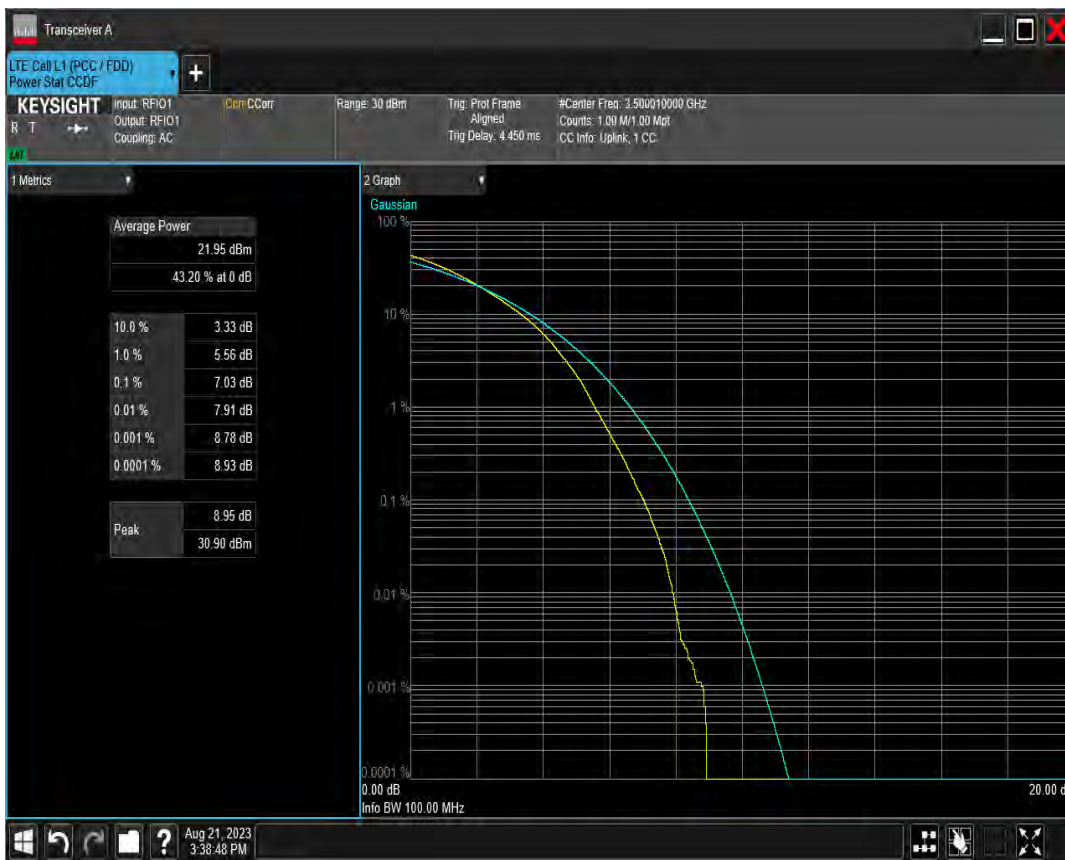 Transceiver A
LTE Cell L1 (PCC / FDD)
Power Stat CCDF
+
KEYSIGHT
R T
LXI
Input: RFIO1
Output: RFIO1
Coupling: AC
Corr CCorr
Range: 30 dBm
Trig: Prot Frame
Aligned
Trig Delay: 4.450 ms
#Center Freq: 3.500010000 GHz
Counts: 1.00 M/1.00 Mpt
CC Info: Uplink, 1 CC
1 Metrics
Average Power
21.95 dBm
43.20 % at 0 dB
10.0 % 3.33 dB
1.0 % 5.56 dB
0.1 % 7.03 dB
0.01 % 7.91 dB
0.001 % 8.78 dB
0.0001 % 8.93 dB
Peak
8.95 dB
30.90 dBm
2 Graph
Gaussian
100 %
10 %
1 %
0.1 %
0.01 %
0.001 %
0.0001 %
0.00 dB 20.00 d
Info BW 100.00 MHz
?
Aug 21, 2023
3:38:48 PM